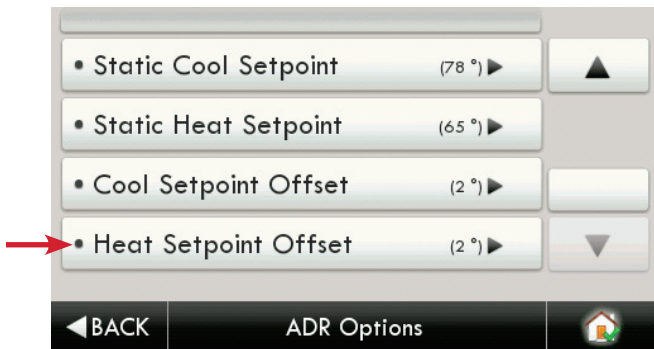 • Static Cool Setpoint (78 °) ▶
• Static Heat Setpoint (65 °) ▶
• Cool Setpoint Offset (2 °) ▶
• Heat Setpoint Offset (2 °) ▶
◀ BACK ADR Options